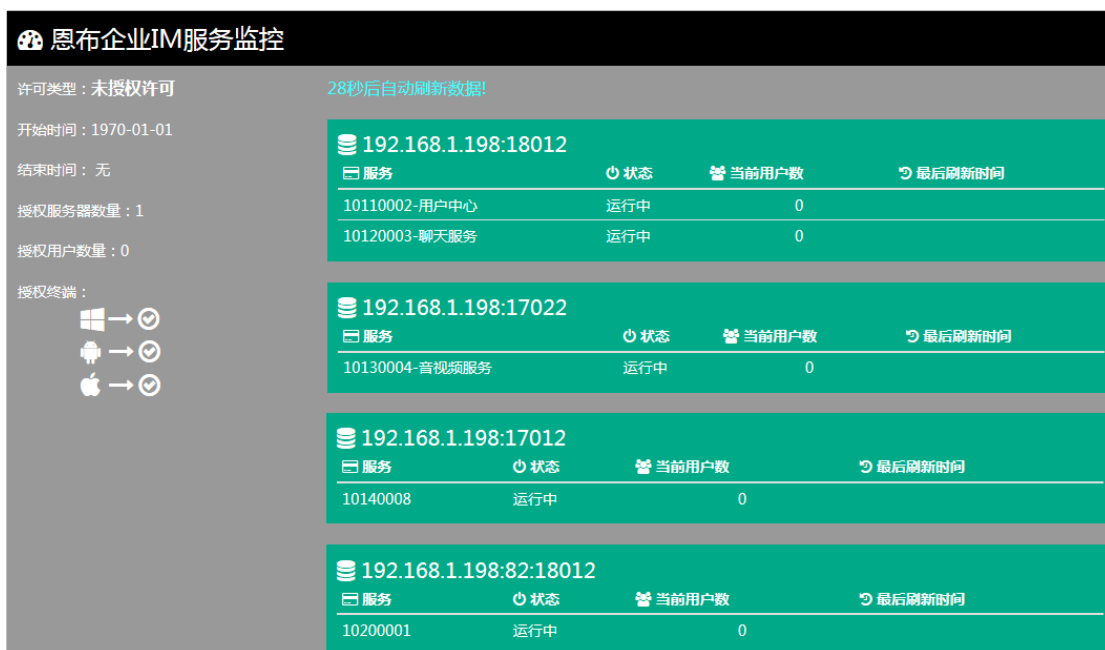 恩布企业IM服务监控
许可类型：未授权许可
开始时间：1970-01-01
结束时间： 无
授权服务器数量：1
授权用户数量：0
授权终端：
28秒后自动刷新数据!
192.168.1.198:18012
服务 状态 当前用户数 最后刷新时间
10110002-用户中心 运行中 0
10120003-聊天服务 运行中 0
192.168.1.198:17022
服务 状态 当前用户数 最后刷新时间
10130004-音视频服务 运行中 0
192.168.1.198:17012
服务 状态 当前用户数 最后刷新时间
10140008 运行中 0
192.168.1.198:82:18012
服务 状态 当前用户数 最后刷新时间
10200001 运行中 0